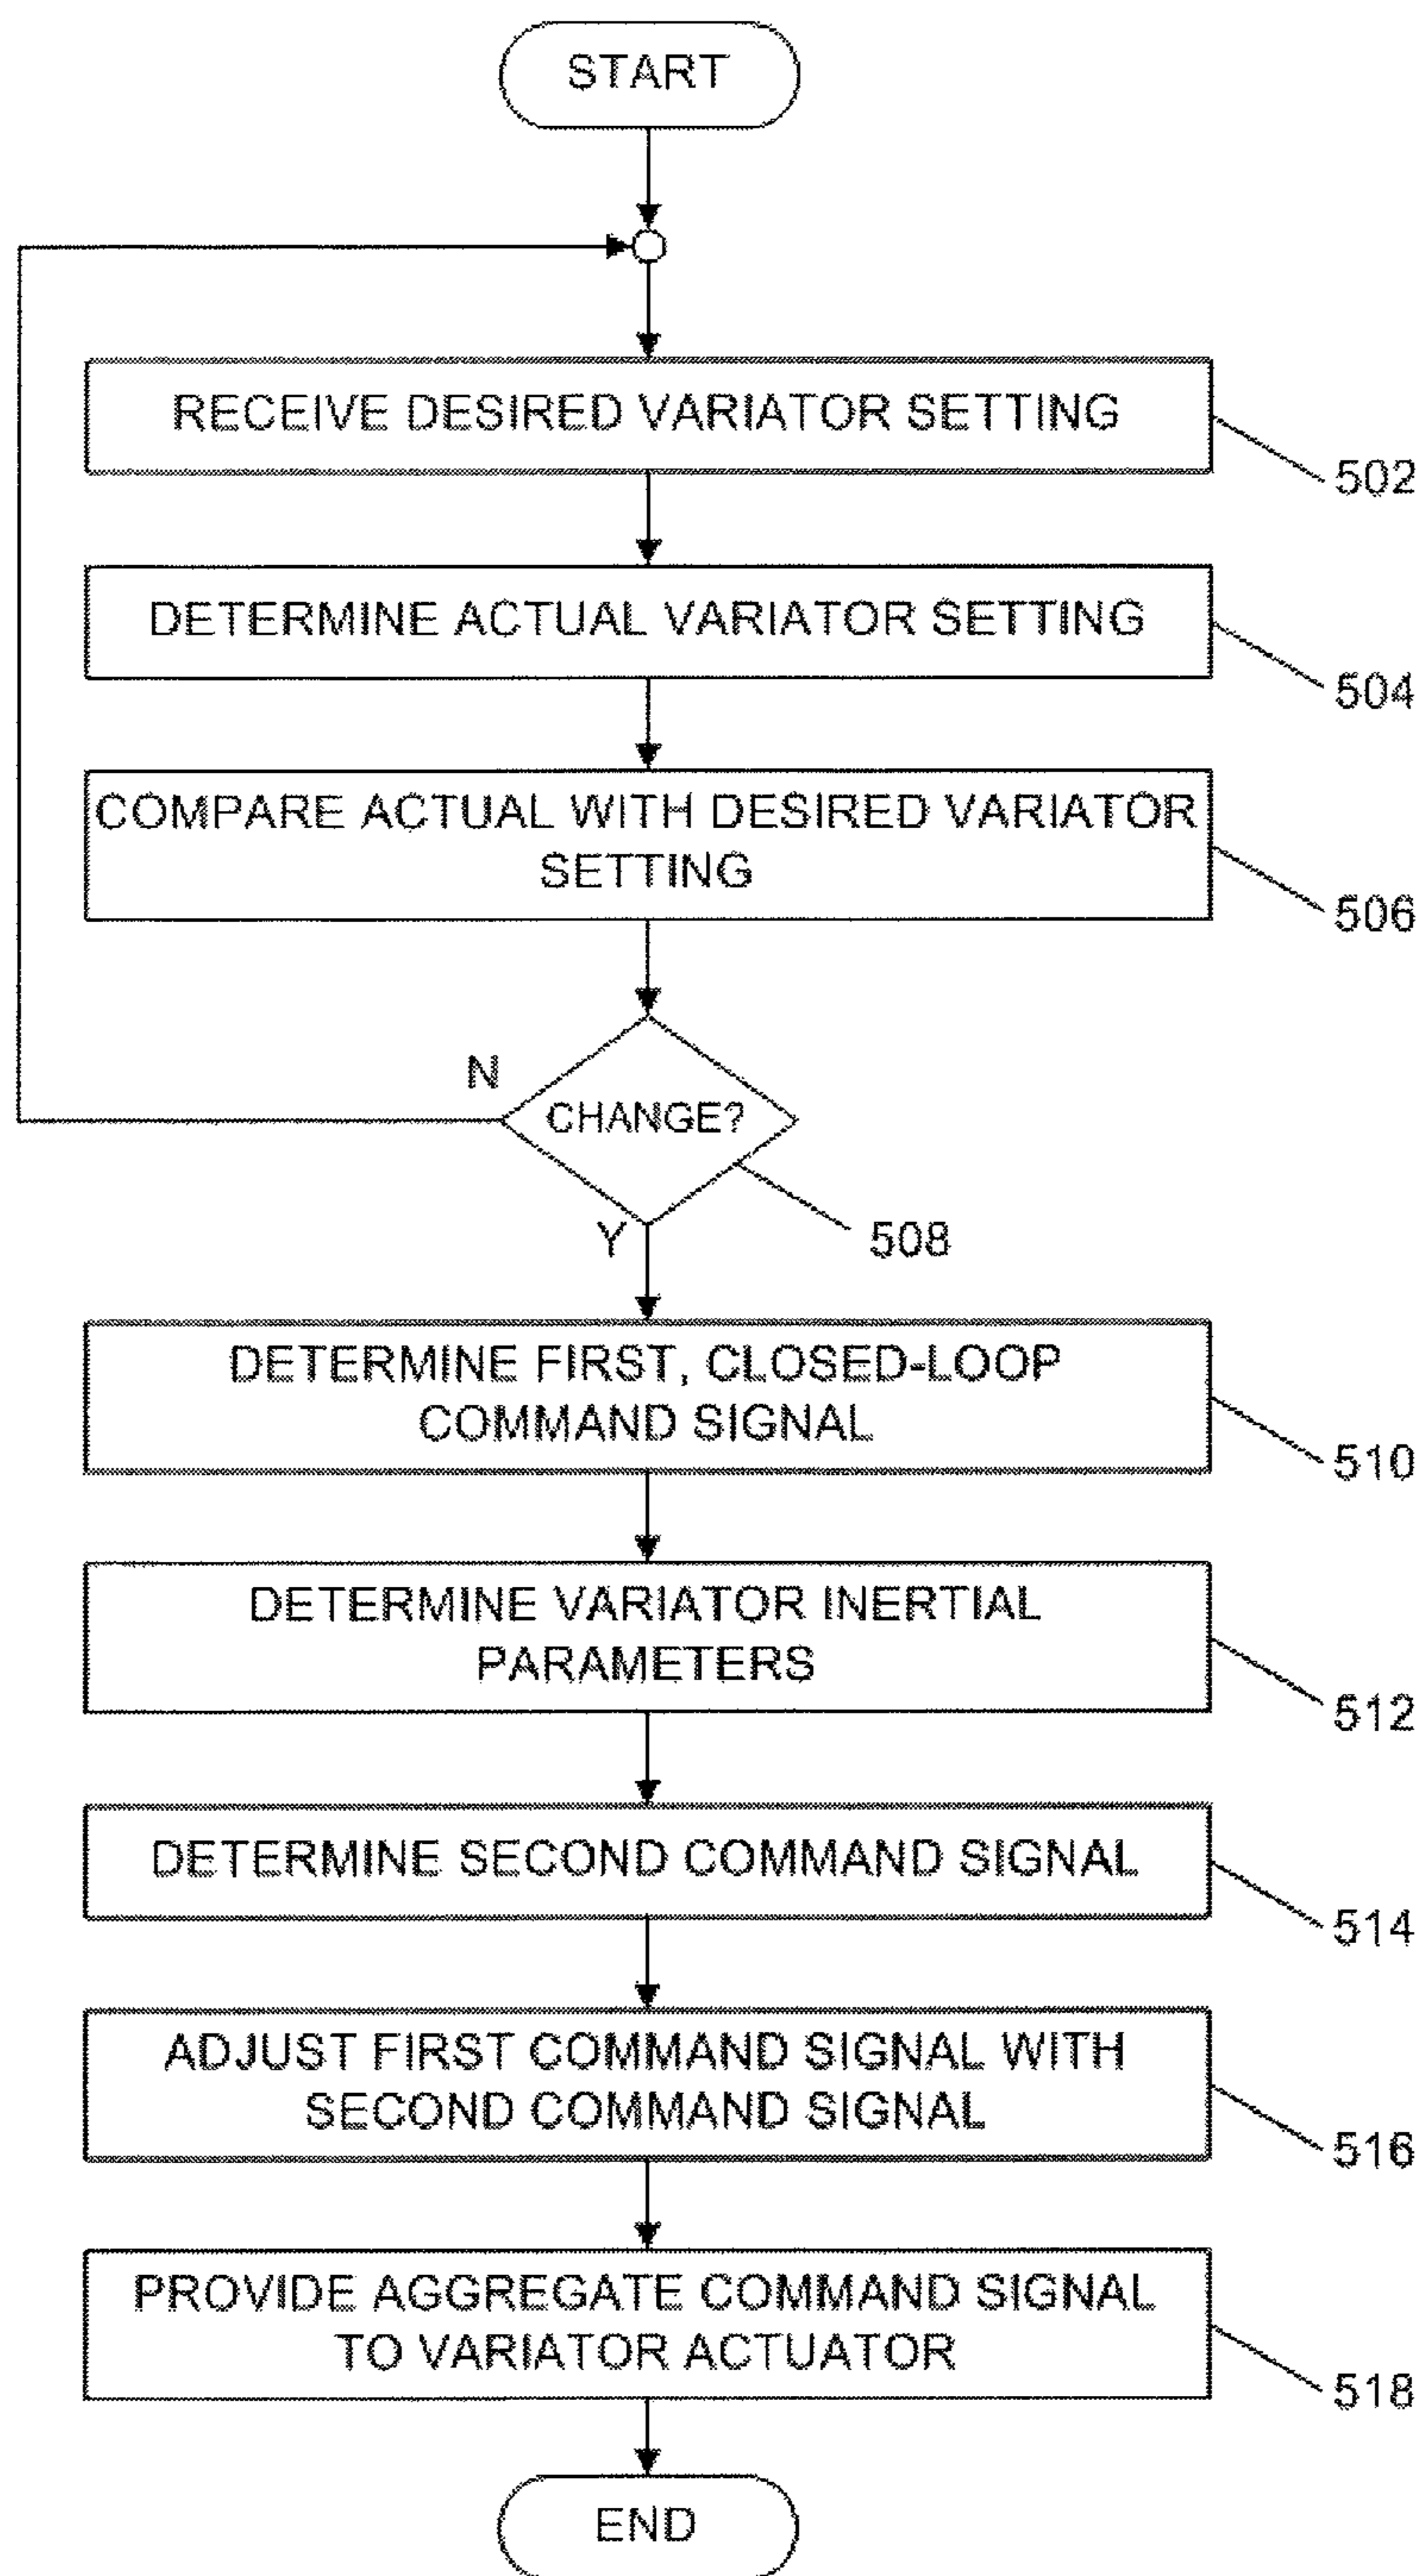 START
RECEIVE DESIRED VARIATOR SETTING
502
DETERMINE ACTUAL VARIATOR SETTING
504
COMPARE ACTUAL WITH DESIRED VARIATOR
SETTING
506
N
CHANGE?
508
Y
DETERMINE FIRST, CLOSED-LOOP
COMMAND SIGNAL
510
DETERMINE VARIATOR INERTIAL
PARAMETERS
512
DETERMINE SECOND COMMAND SIGNAL
514
ADJUST FIRST COMMAND SIGNAL WITH
SECOND COMMAND SIGNAL
516
PROVIDE AGGREGATE COMMAND SIGNAL
TO VARIATOR ACTUATOR
518
END